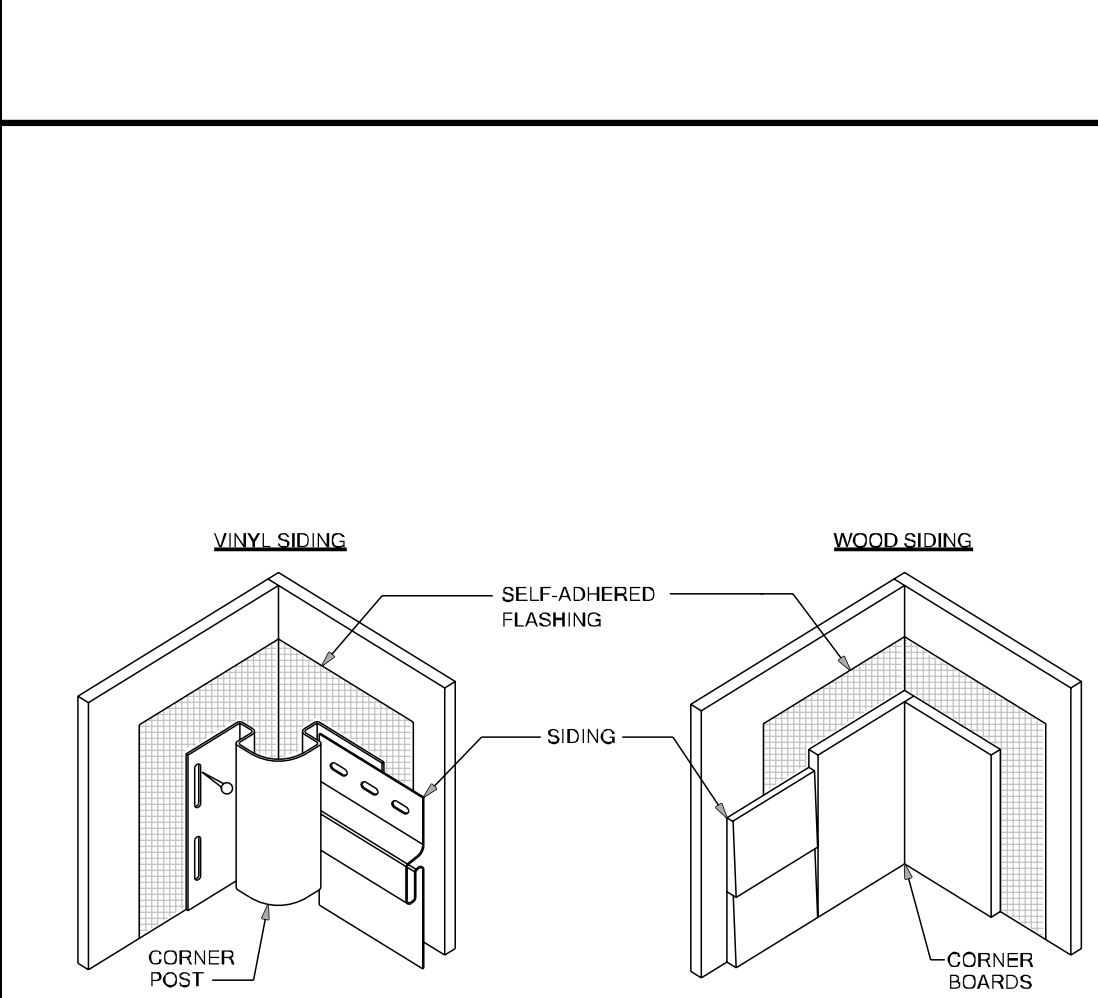 VINYL SIDING
WOOD SIDING
SELF-ADHERED
FLASHING
SIDING
CORNER
POST
CORNER
BOARDS